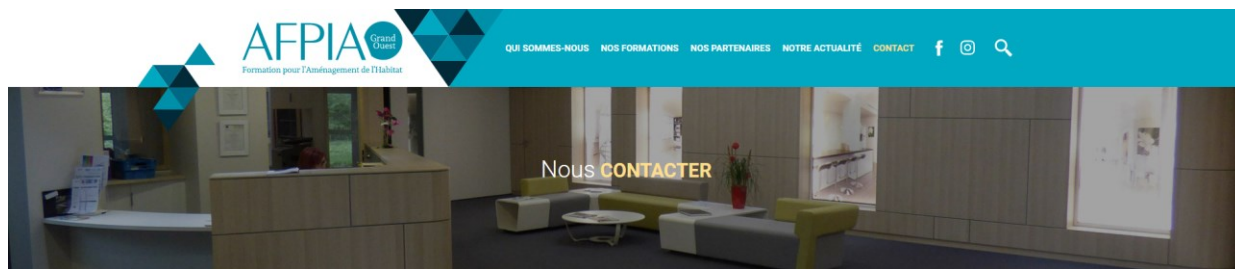 AFPIA Grand Ouest
Formation pour l'Aménagement de l'Habitat
QUI SOMMES-NOUS NOS FORMATIONS NOS PARTENAIRES NOTRE ACTUALITÉ CONTACT
Nous CONTACTER